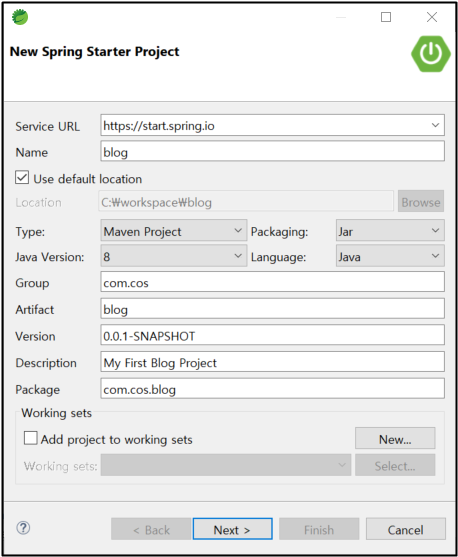 New Spring Starter Project
Service URL https://start.spring.io
Name blog
Use default location
Location C:₩workspace₩blog Browse
Type: Maven Project Packaging: Jar
Java Version: 8 Language: Java
Group com.cos
Artifact blog
Version 0.0.1-SNAPSHOT
Description My First Blog Project
Package com.cos.blog
Working sets
Add project to working sets New...
Working sets: Select...
? < Back Next > Finish Cancel